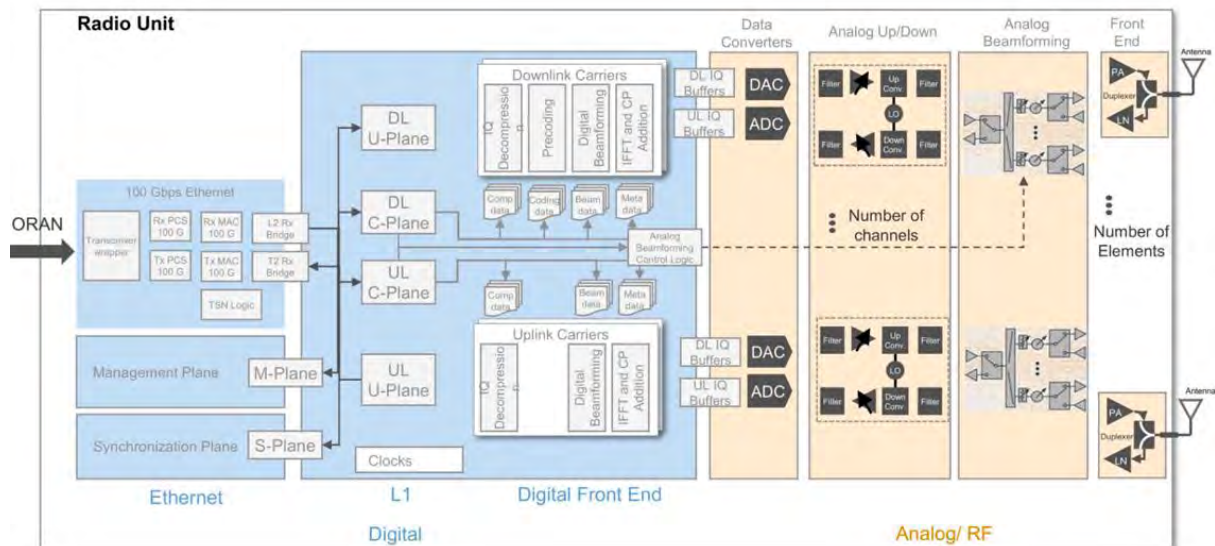 Radio Unit
Data
Converters
Analog Up/Down
Analog
Beamforming
Front
End
Antenna
Downlink Carriers
IQ
Decompressio
n
Precoding
Digital
Beamforming
IFFT and CP
Addition
DL IQ
Buffers
DAC
UL IQ
Buffers
ADC
Filter
Up
Conv.
Filter
LO
Filter
Down
Conv.
Filter
PA
Duplexer
LN
DL
U-Plane
100 Gbps Ethernet
ORAN
Transceiver
wrapper
Rx PCS
100 G
Rx MAC
100 G
L2 Rx
Bridge
Tx PCS
100 G
Tx MAC
100 G
T2 Rx
Bridge
TSN Logic
DL
C-Plane
UL
C-Plane
Comp
data
Coding
data
Beam
data
Meta
data
Analog
Beamforming
Control Logic
Comp
data
Beam
data
Meta
data
Number of
channels
Number of
Elements
Management Plane
M-Plane
Synchronization Plane
S-Plane
UL
U-Plane
Uplink Carriers
IQ
Decompressio
n
Digital
Beamforming
IFFT and CP
Addition
DL IQ
Buffers
DAC
UL IQ
Buffers
ADC
Filter
Up
Conv.
Filter
LO
Filter
Down
Conv.
Filter
Antenna
PA
Duplexer
LN
Clocks
Ethernet
L1
Digital Front End
Digital
Analog/ RF